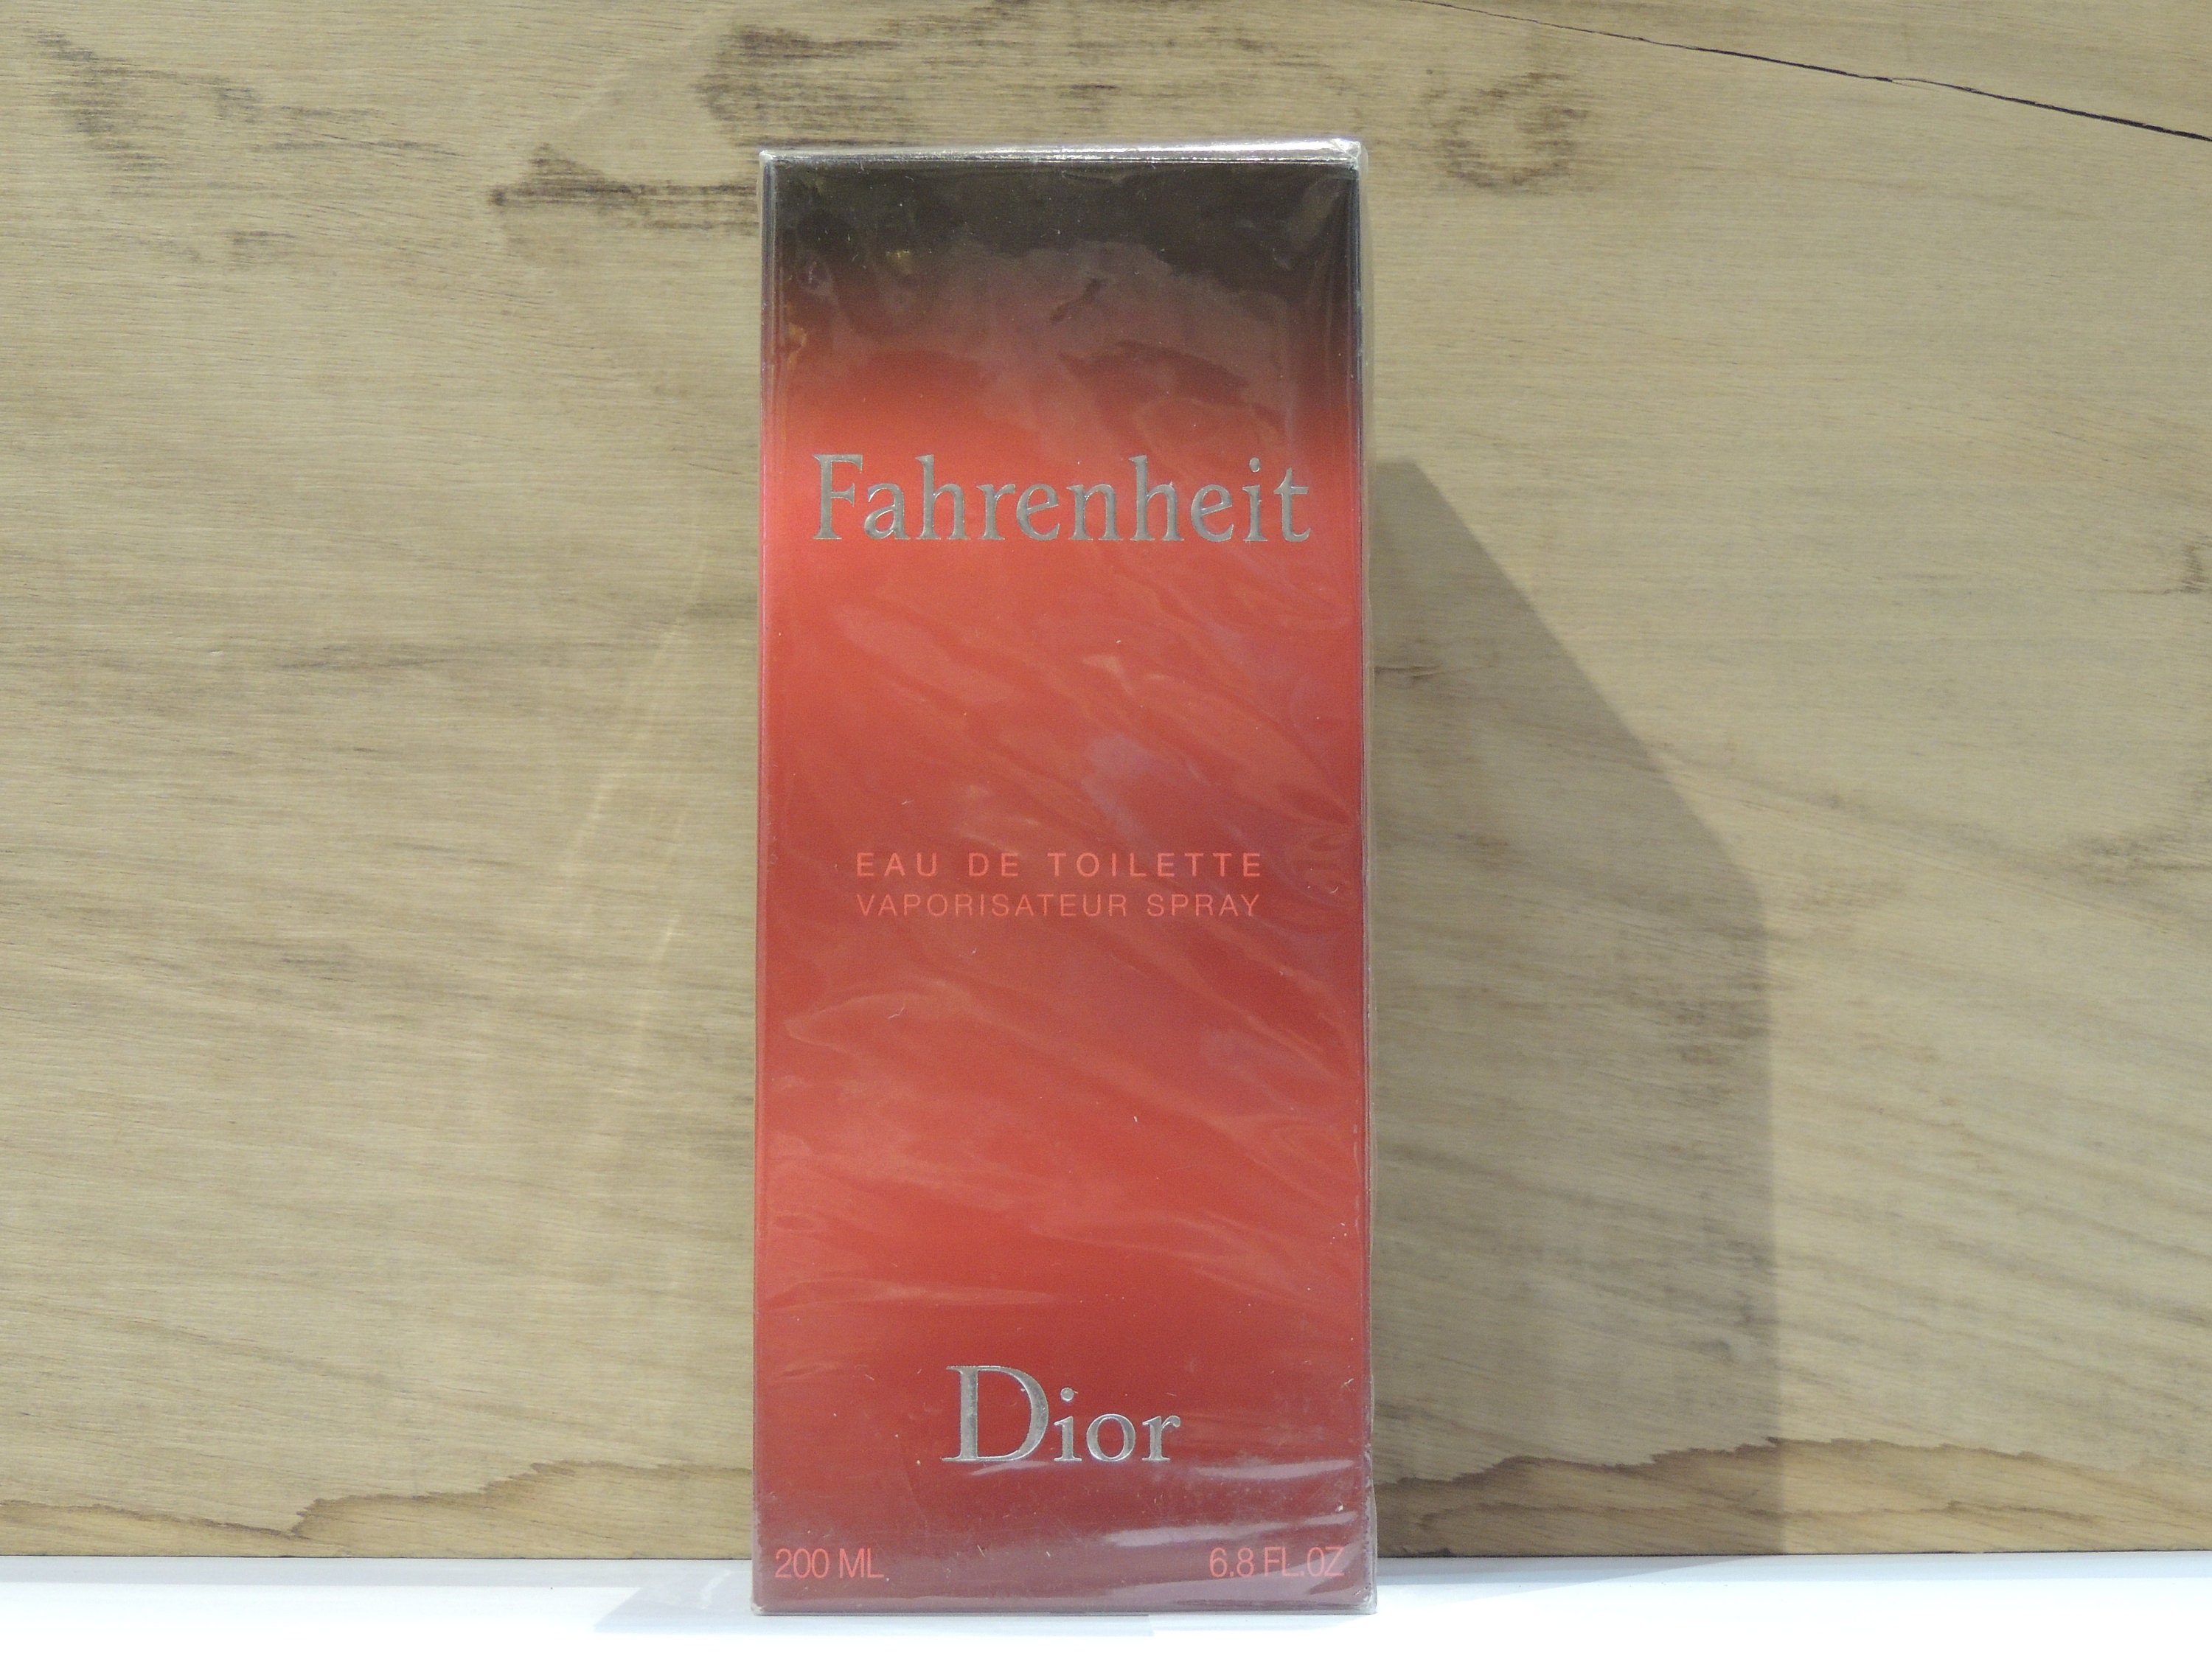 Fahrenheit
EAU DE TOILETTE
VAPORISATEUR SPRAY
Dior
200 ML 6.8 FL.OZ